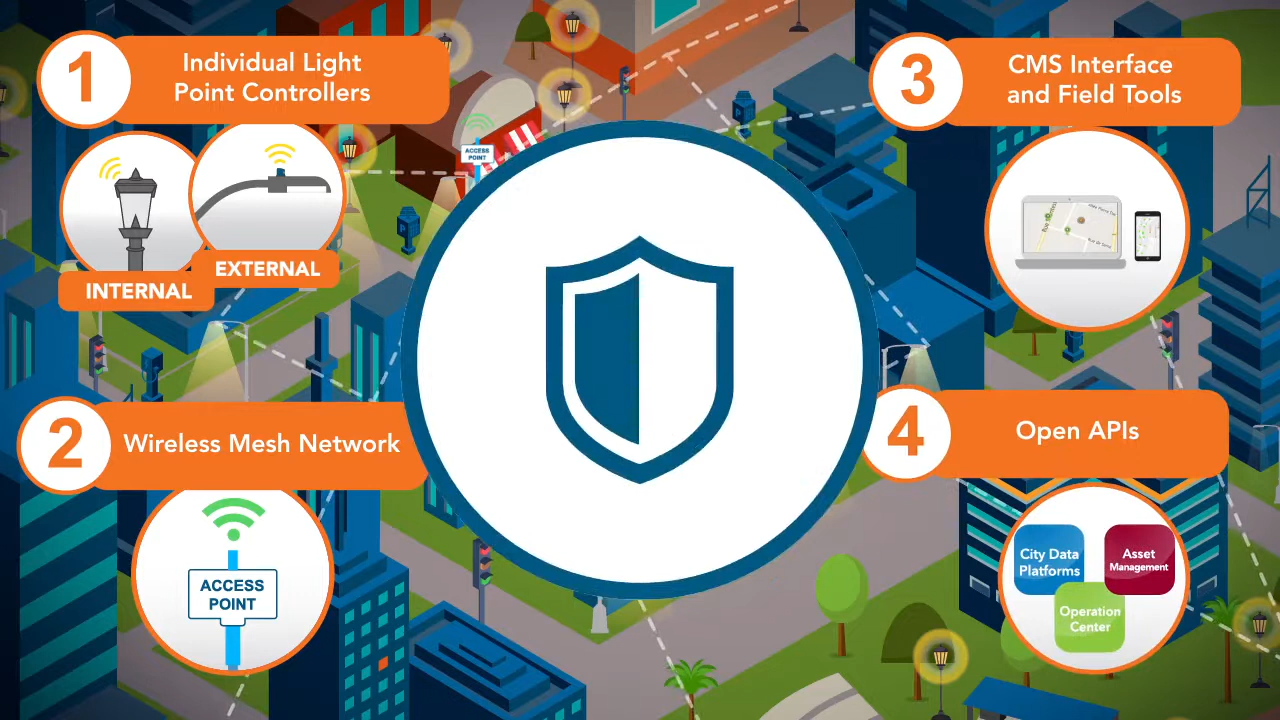 1
Individual Light
Point Controllers
INTERNAL
EXTERNAL
ACCESS
POINT
2
Wireless Mesh Network
ACCESS
POINT
3
CMS Interface
and Field Tools
4
Open APIs
City Data
Platforms
Asset
Management
Operation
Center